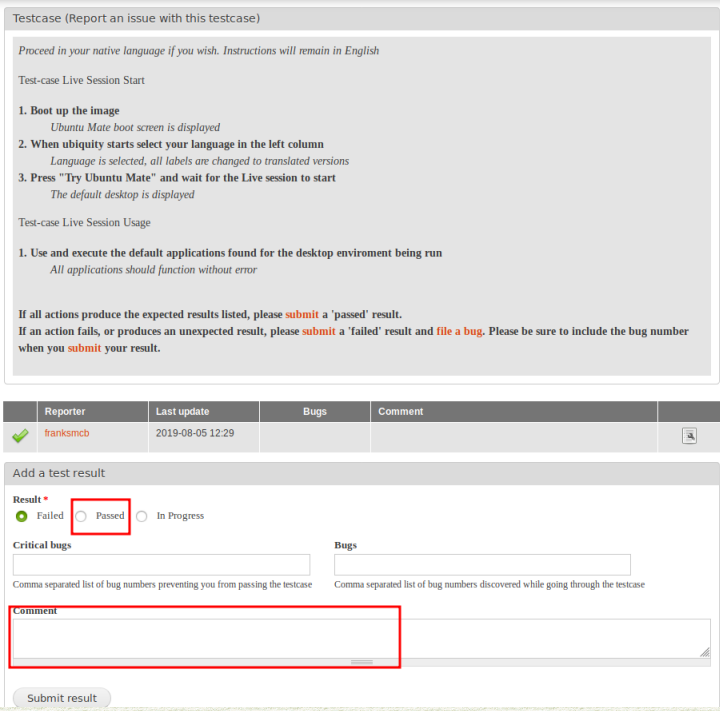 Testcase (Report an issue with this testcase)
Proceed in your native language if you wish. Instructions will remain in English
Test-case Live Session Start
1. Boot up the image
Ubuntu Mate boot screen is displayed
2. When ubiquity starts select your language in the left column
Language is selected, all labels are changed to translated versions
3. Press "Try Ubuntu Mate" and wait for the Live session to start
The default desktop is displayed
Test-case Live Session Usage
1. Use and execute the default applications found for the desktop enviroment being run
All applications should function without error
If all actions produce the expected results listed, please submit a 'passed' result.
If an action fails, or produces an unexpected result, please submit a 'failed' result and file a bug. Please be sure to include the bug number
when you submit your result.
Reporter Last update Bugs Comment
franksmcb 2019-08-05 12:29
Add a test result
Result *
Failed Passed In Progress
Critical bugs Bugs
Comma separated list of bug numbers preventing you from passing the testcase Comma separated list of bug numbers discovered while going through the testcase
Comment
Submit result